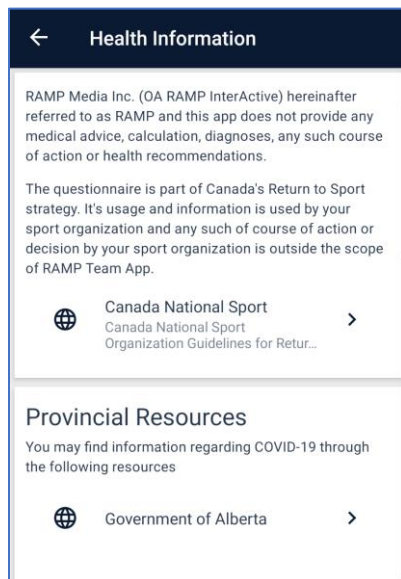 Health Information
RAMP Media Inc. (OA RAMP InterActive) hereinafter
referred to as RAMP and this app does not provide any
medical advice, calculation, diagnoses, any such course
of action or health recommendations.
The questionnaire is part of Canada's Return to Sport
strategy. It's usage and information is used by your
sport organization and any such of course of action or
decision by your sport organization is outside the scope
of RAMP Team App.
Canada National Sport
Canada National Sport
Organization Guidelines for Retur...
Provincial Resources
You may find information regarding COVID-19 through
the following resources
Government of Alberta